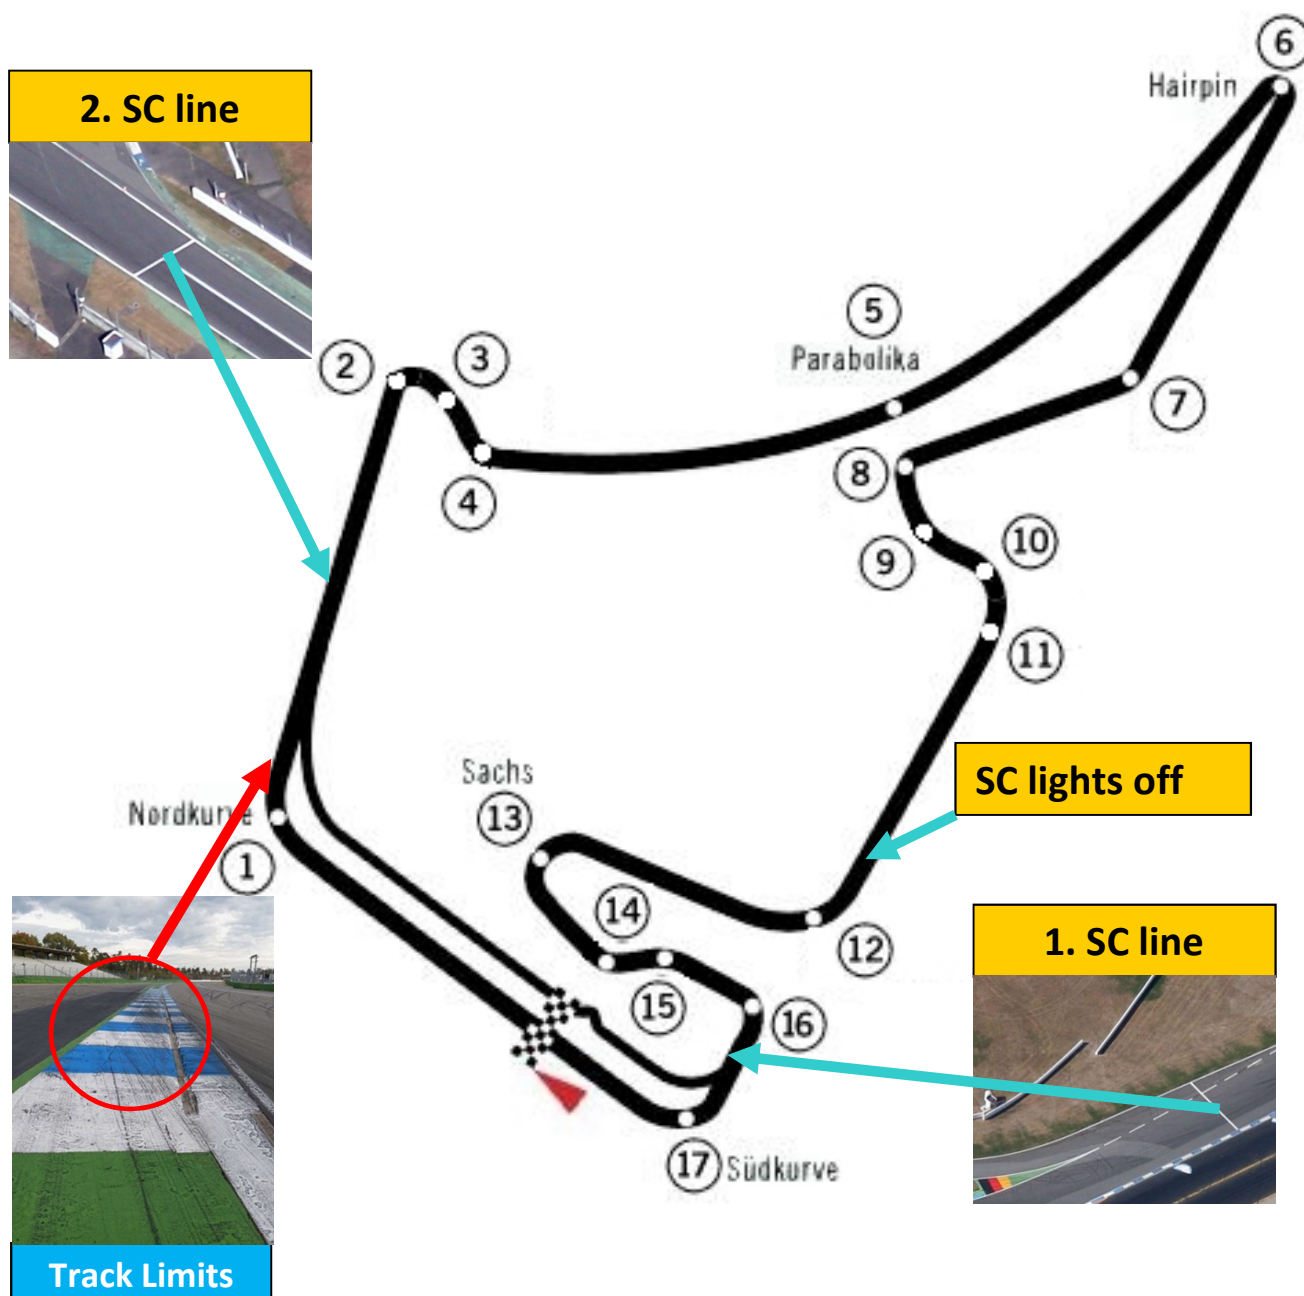 6
Hairpin
2. SC line
5
Parabolika
3
2
7
8
4
10
9
11
SC lights off
Sachs
13
Nordkurve
1
14
12
1. SC line
15
16
17 Südkurve
Track Limits